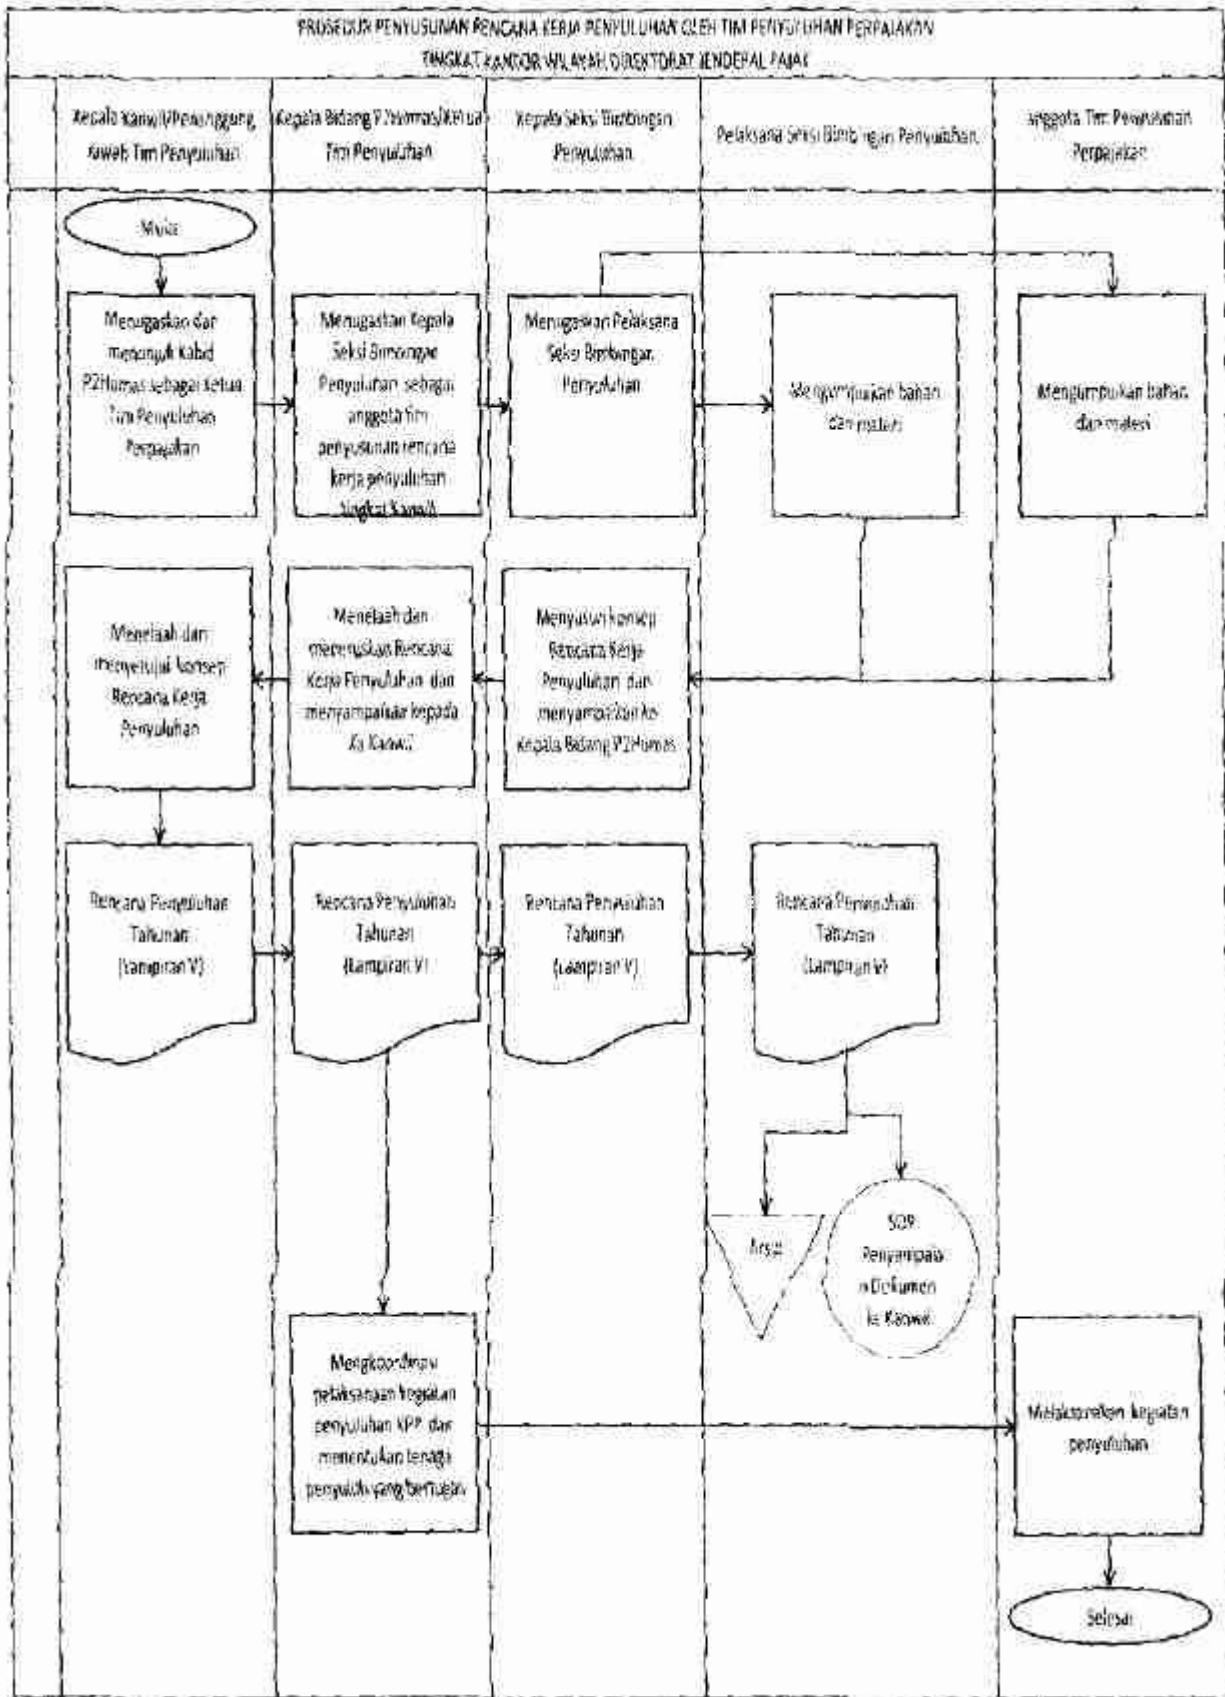 PROSEDUR PENYUSUNAN RENCANA KERJA PENYULUHAN OLEH TIM PENYULUHAN PERPAJAKAN
TINGKAT KANTOR WILAYAH DIREKTORAT JENDERAL PAJAK
Kepala Kanwil/Penanggung
Jawab Tim Penyuluhan
Kepala Bidang P2Humas/Ketua
Tim Penyuluhan
Kepala Seksi Bimbingan
Penyuluhan
Pelaksana Seksi Bimbingan Penyuluhan
Anggota Tim Penyuluhan
Perpajakan
Mulai
Menugaskan dan
menunjuk Kabid
P2Humas sebagai Ketua
Tim Penyuluhan
Perpajakan
Menugaskan Kepala
Seksi Bimbingan
Penyuluhan sebagai
anggota tim
penyusunan rencana
kerja penyuluhan
tingkat Kanwil
Menugaskan Pelaksana
Seksi Bimbingan
Penyuluhan
Mengumpulkan bahan
dan materi
Mengumpulkan bahan
dan materi
Menelaah dan
menyetujui konsep
Rencana Kerja
Penyuluhan
Menelaah dan
meneruskan Rencana
Kerja Penyuluhan dan
menyampaikan kepada
Ka Kanwil
Menyusun konsep
Rencana Kerja
Penyuluhan dan
menyampaikan ke
Kepala Bidang P2Humas
Rencana Penyuluhan
Tahunan
(Lampiran V)
Rencana Penyuluhan
Tahunan
(Lampiran V)
Rencana Penyuluhan
Tahunan
(Lampiran V)
Rencana Penyuluhan
Tahunan
(Lampiran V)
Arsip
SOP
Penyampaia
n Dokumen
ke Kanwil
Mengkoordinasi
pelaksanaan kegiatan
penyuluhan KPP dan
menentukan tenaga
penyuluh yang bertugas
Melaksanakan kegiatan
penyuluhan
Selesai